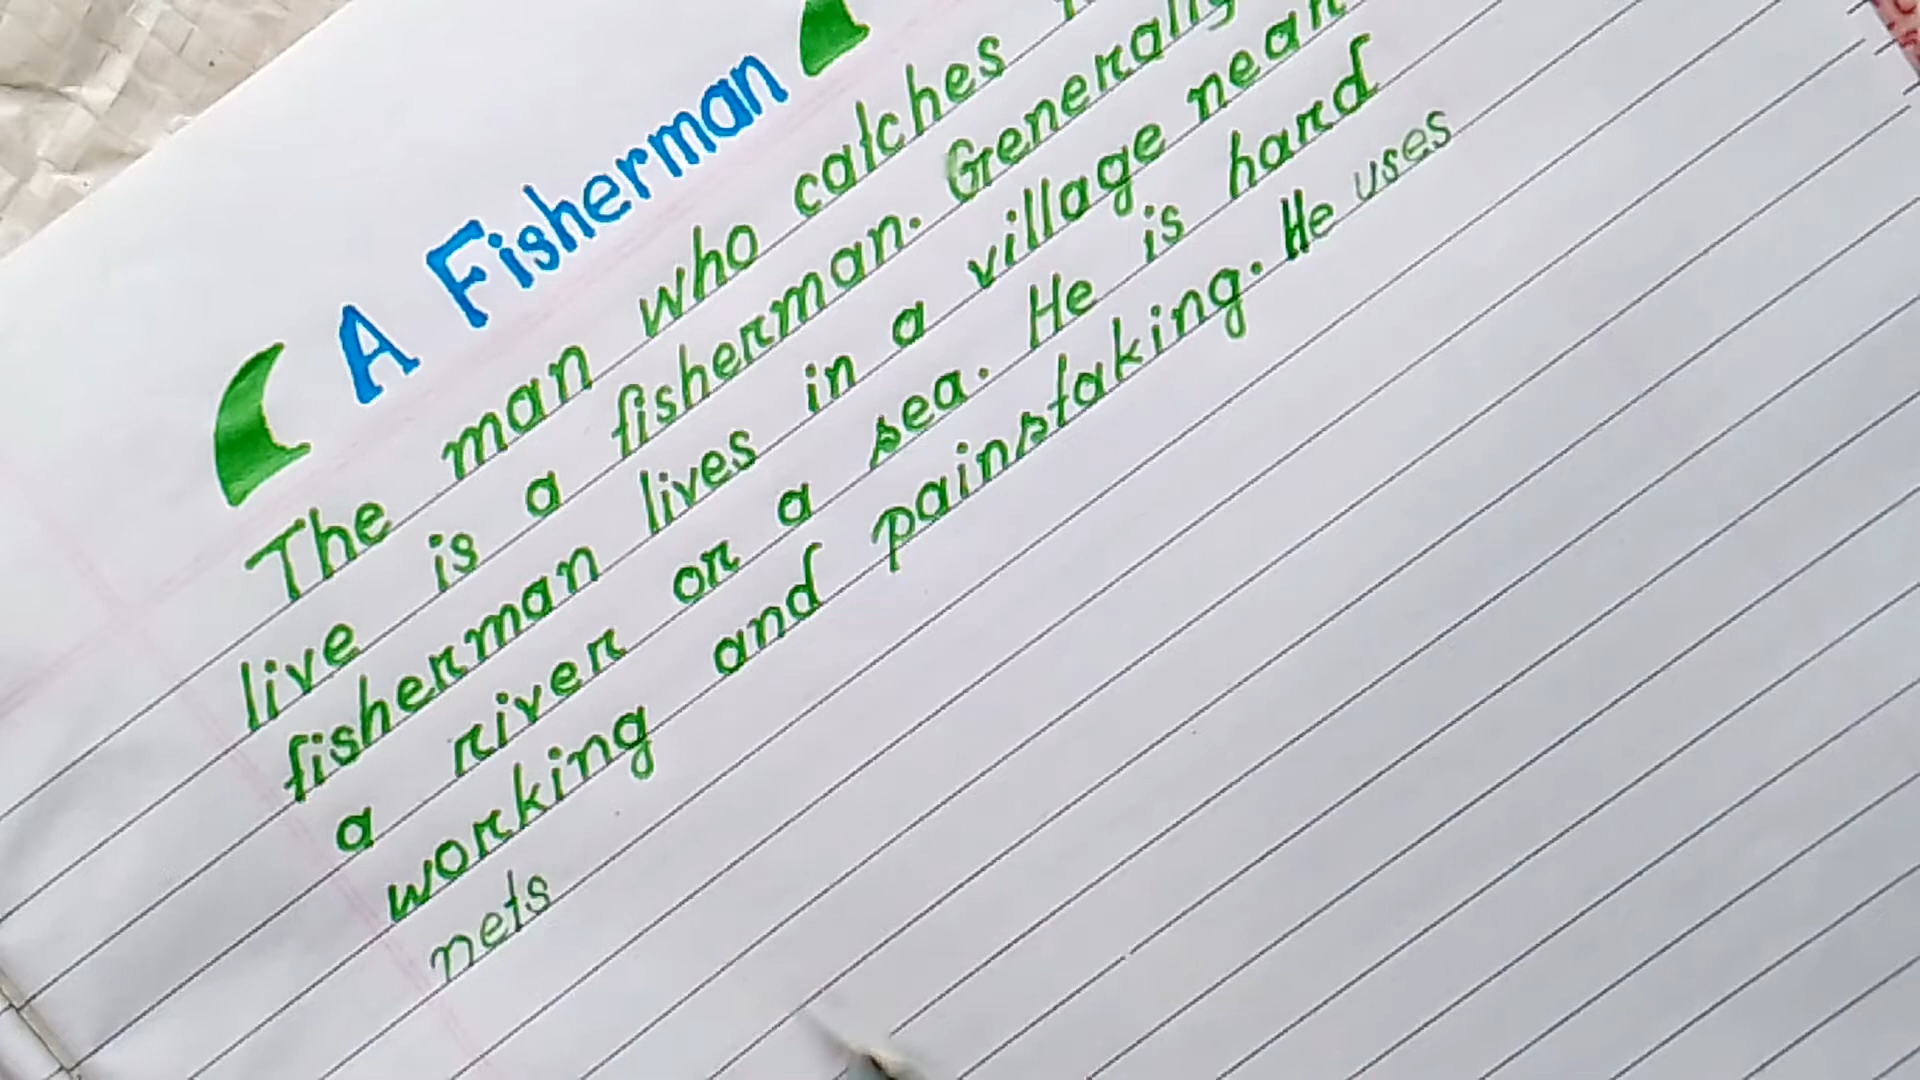 A Fisherman
The man who catches
live is a fisherman. Generally
fisherman lives in a village near
a river or a sea. He is hard
working and painstaking. He uses
nets